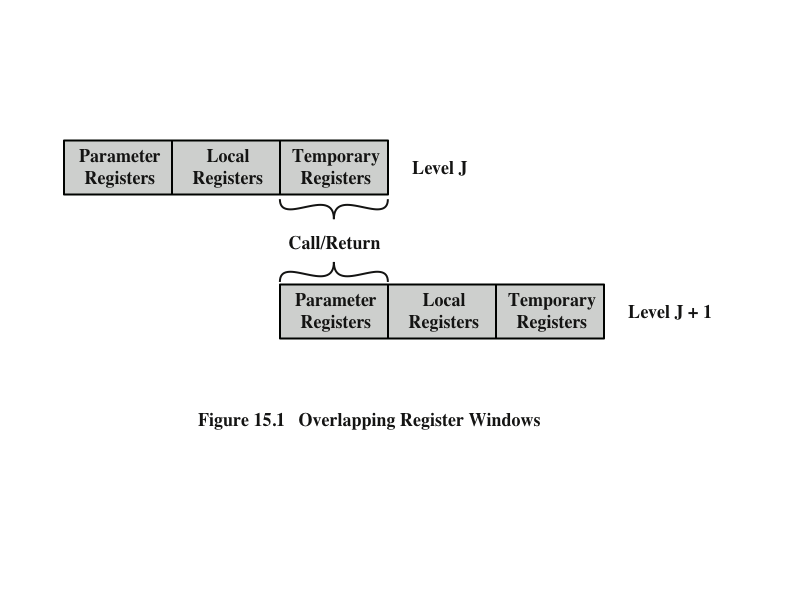 Parameter Registers
Local Registers
Temporary Registers
Level J
Call/Return
Parameter Registers
Local Registers
Temporary Registers
Level J + 1
Figure 15.1 Overlapping Register Windows